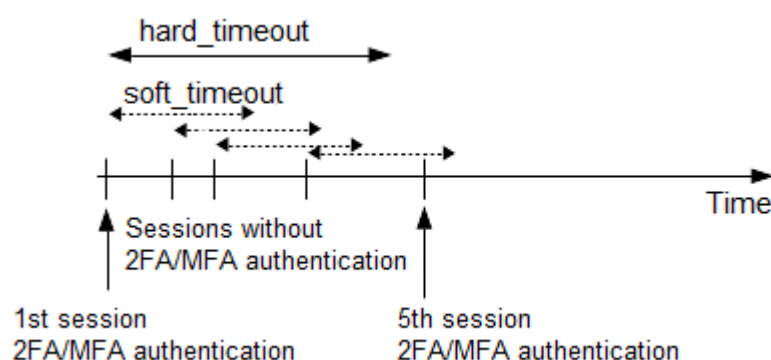 hard_timeout
soft_timeout
Time
Sessions without
2FA/MFA authentication
1st session
2FA/MFA authentication
5th session
2FA/MFA authentication